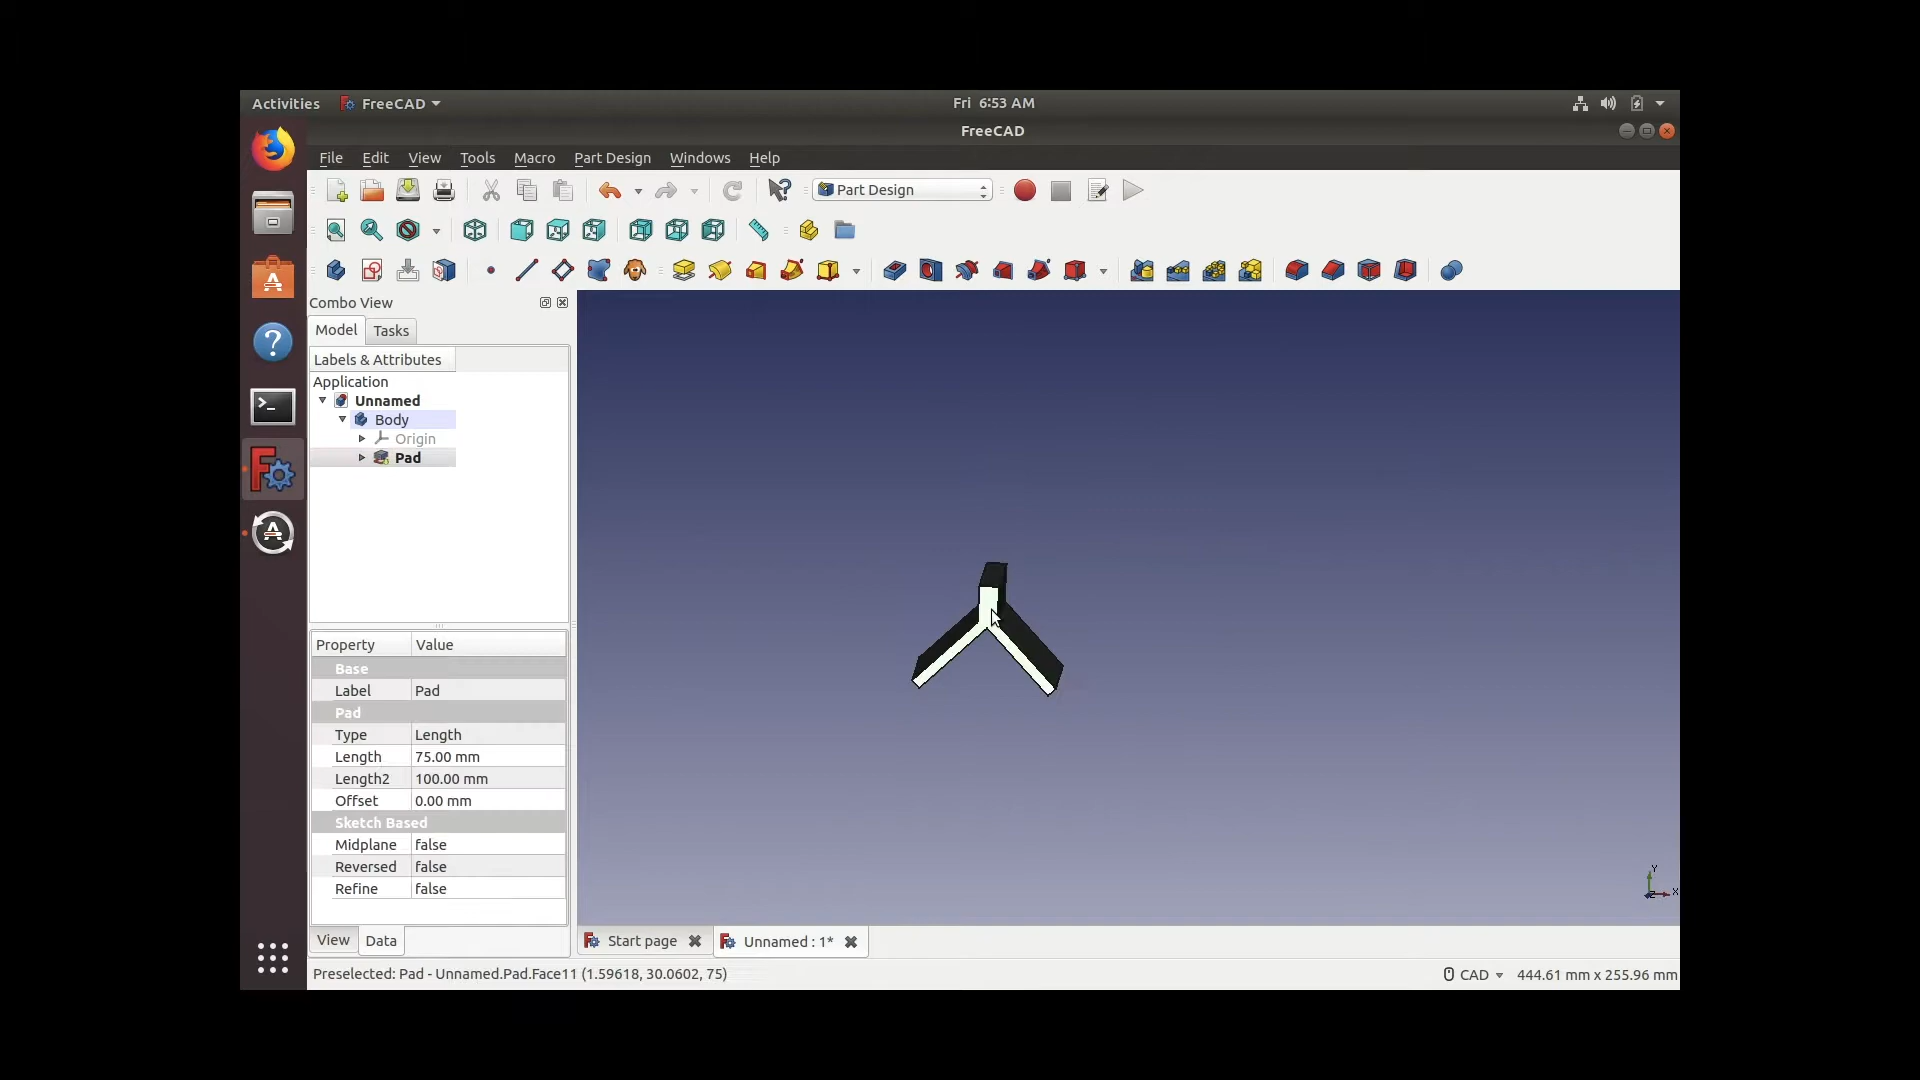 Activities FreeCAD Fri 6:53 AM
FreeCAD
File Edit View Tools Macro Part Design Windows Help
Part Design
Combo View
Model Tasks
Labels & Attributes
Application
Unnamed
Body
Origin
Pad
Property Value
Base
Label Pad
Pad
Type Length
Length 75.00 mm
Length2 100.00 mm
Offset 0.00 mm
Sketch Based
Midplane false
Reversed false
Refine false
Y
X
Z
View Data
Start page Unnamed : 1*
Preselected: Pad - Unnamed.Pad.Face11 (1.59618, 30.0602, 75) CAD 444.61 mm x 255.96 mm